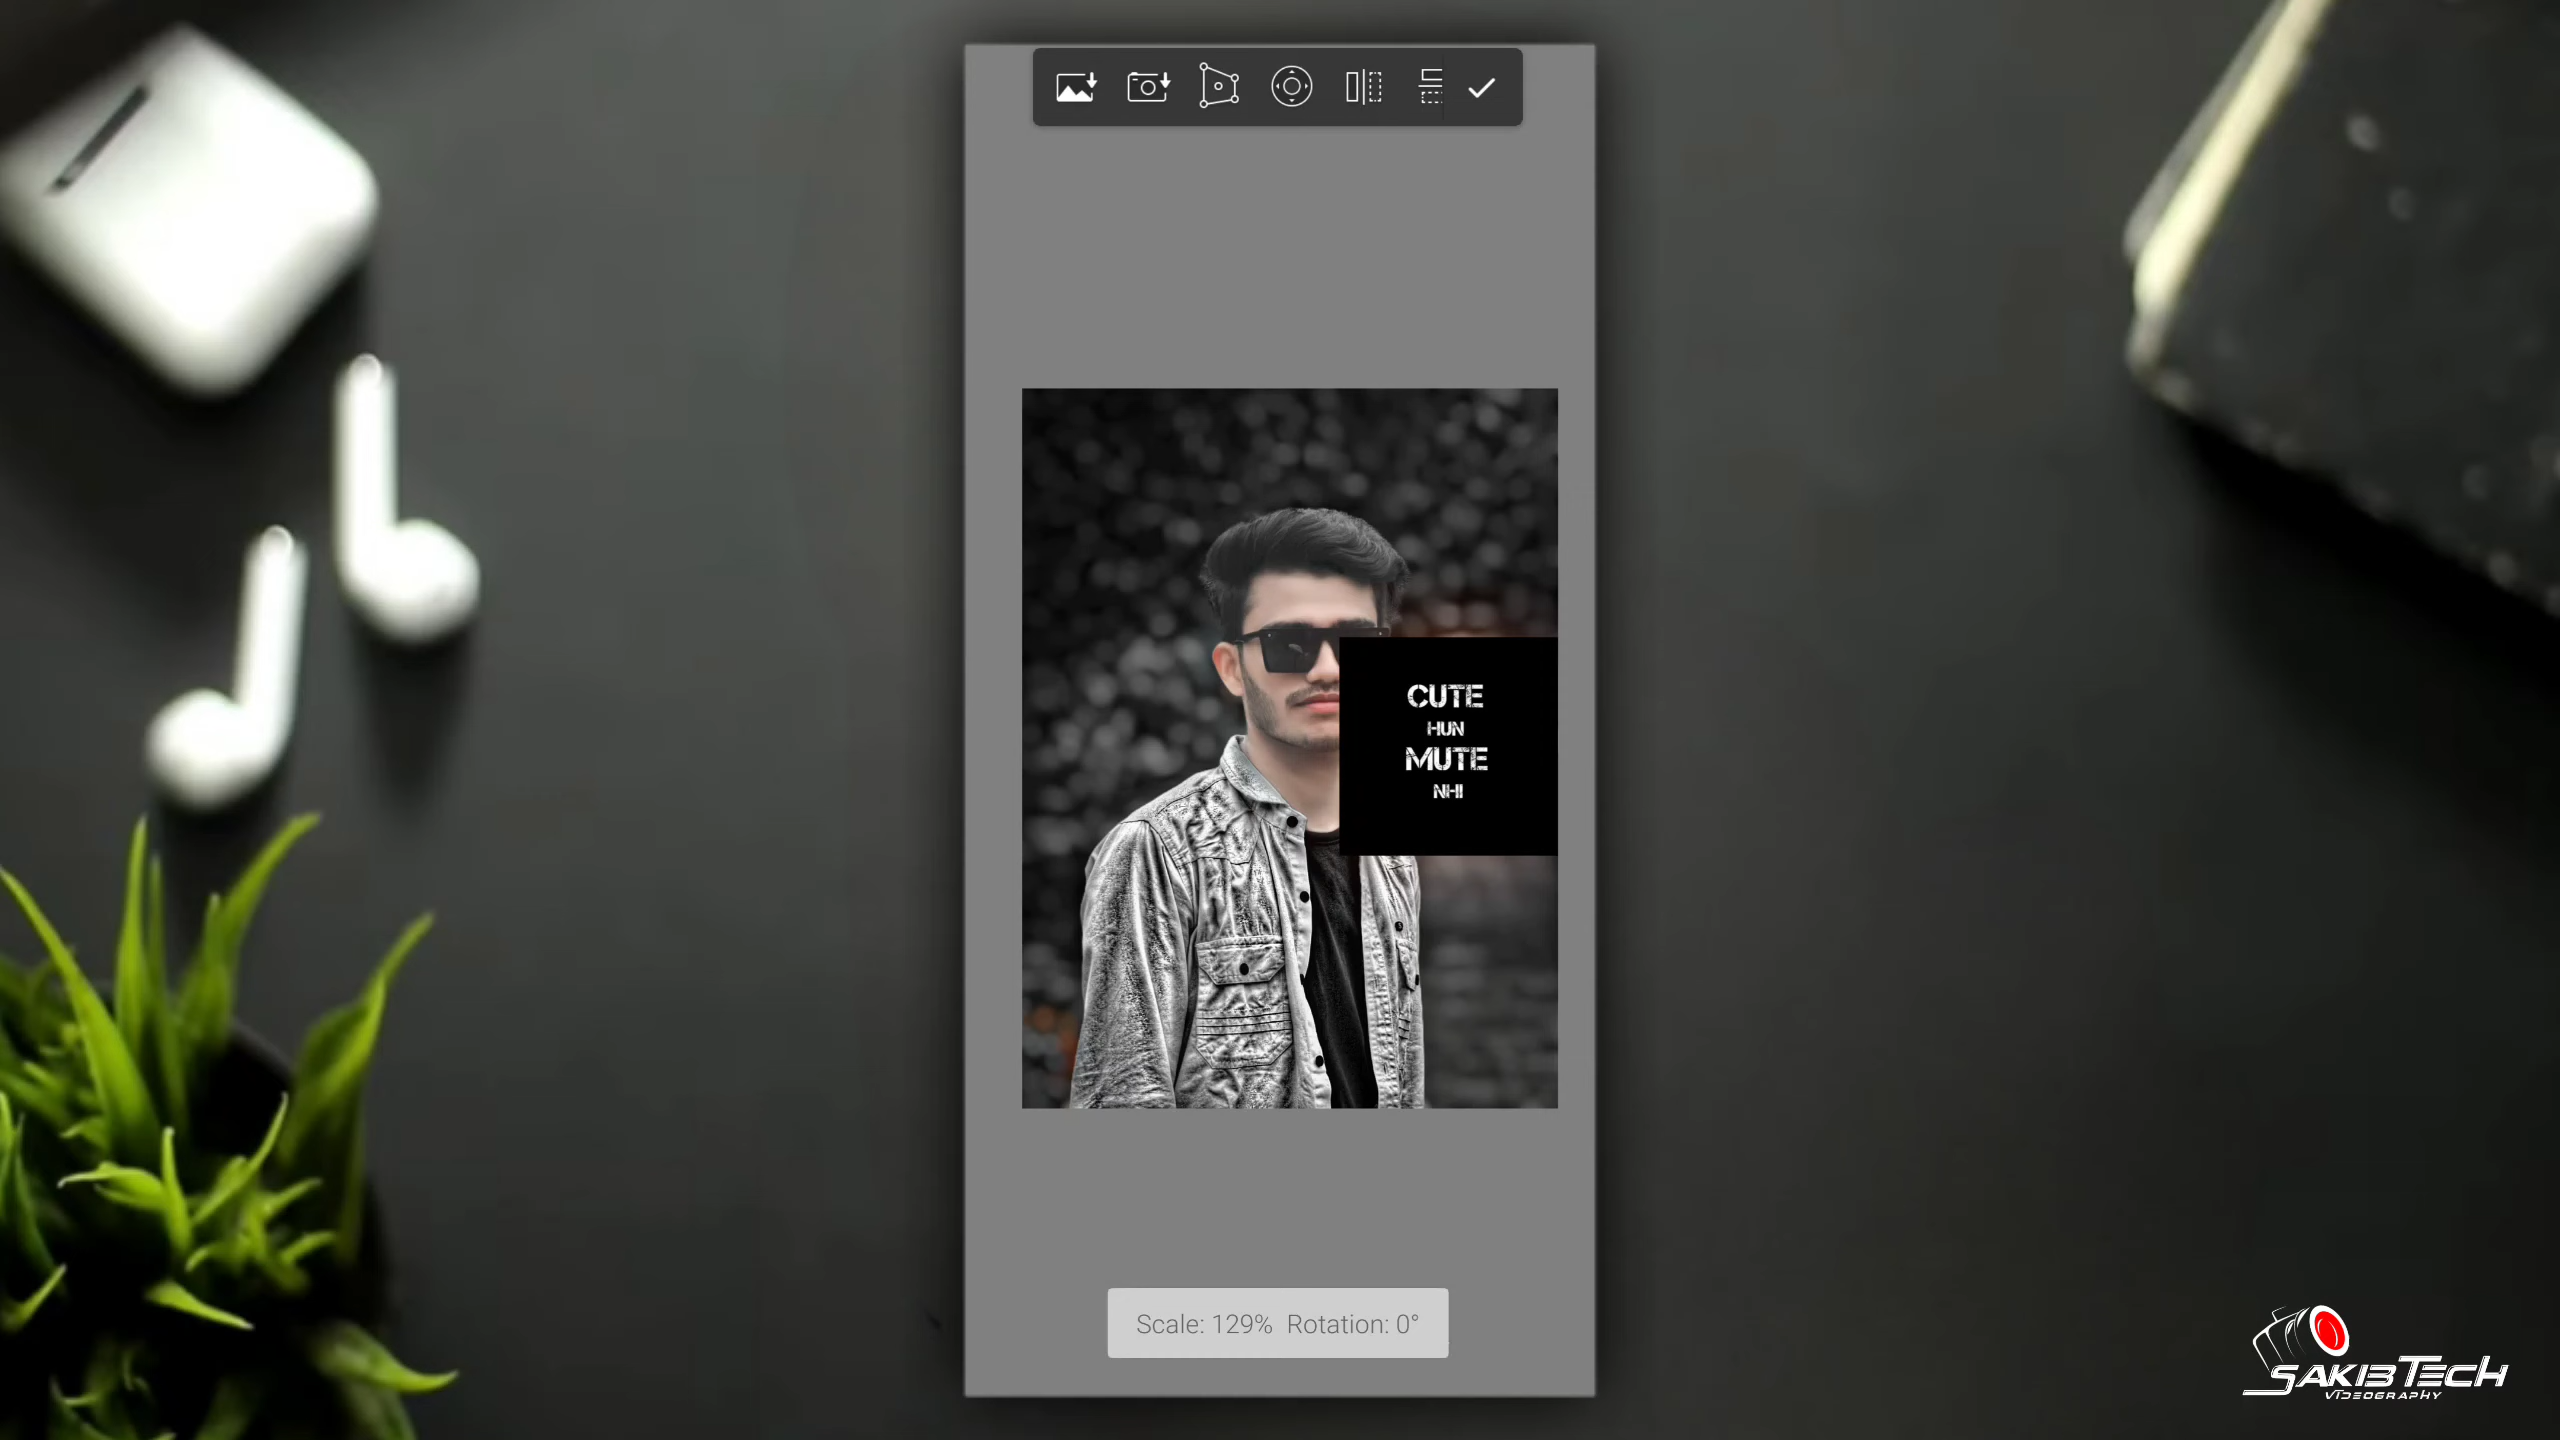 CUTE
HUN
MUTE
NHI
Scale: 129% Rotation: 0°
SAKIB TECH
VIDEOGRAPHY